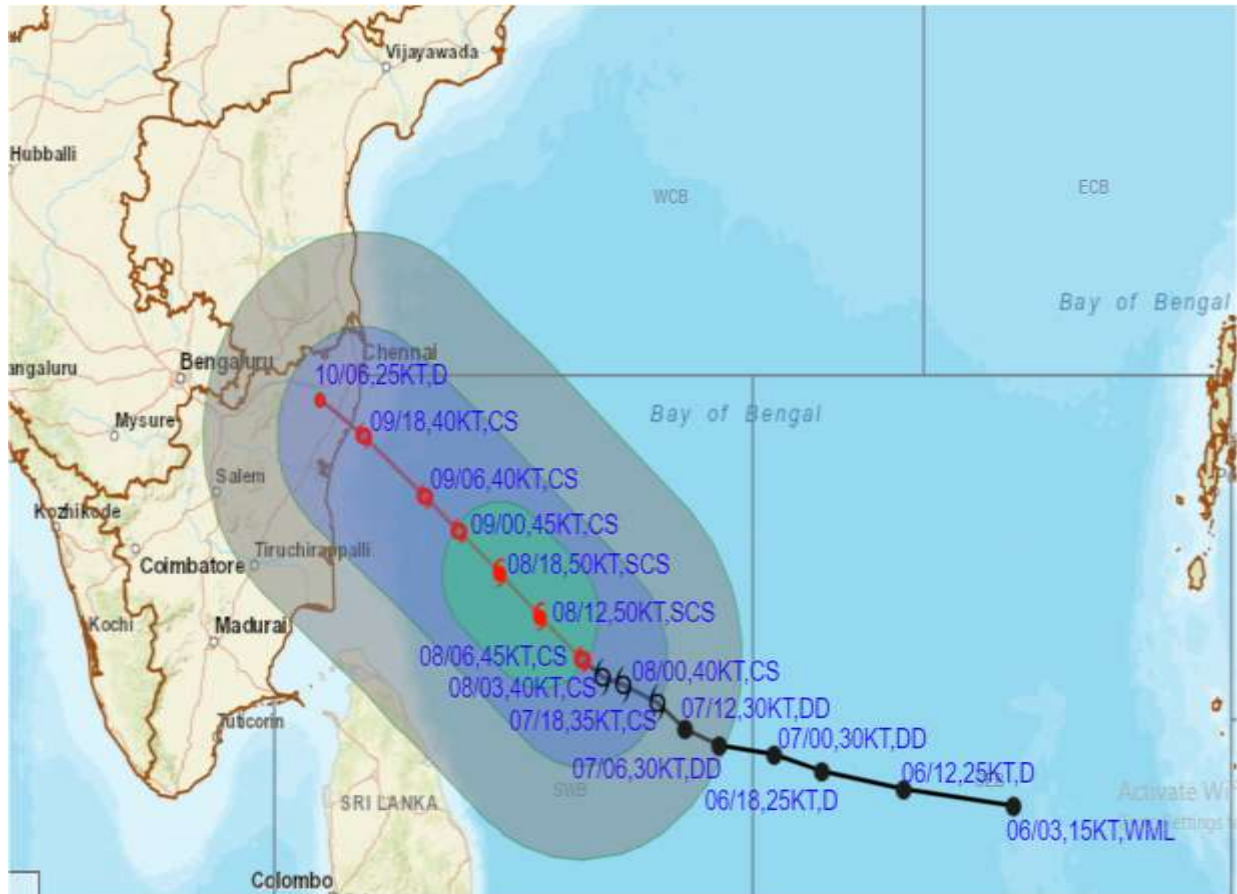 Vijayawada
Hubballi
WCB
ECB
Bay of Bengal
Chennai
Bengaluru
angaluru
10/06,25KT,D
Bay of Bengal
Mysure
09/18,40KT,CS
Salem
09/06,40KT,CS
Kozhikode
09/00,45KT,CS
Tiruchirappalli
Coimbatore
08/18,50KT,SCS
08/12,50KT,SCS
Kochi
Madurai
08/06,45KT,CS
08/00,40KT,CS
08/03,40KT,CS
07/18,35KT,CS
07/12,30KT,DD
Tuticorin
07/00,30KT,DD
07/06,30KT,DD
06/12,25KT,D
SWB
06/18,25KT,D
SRI LANKA
Activate Wi
06/03,15KT,WML
Settings
Colombo